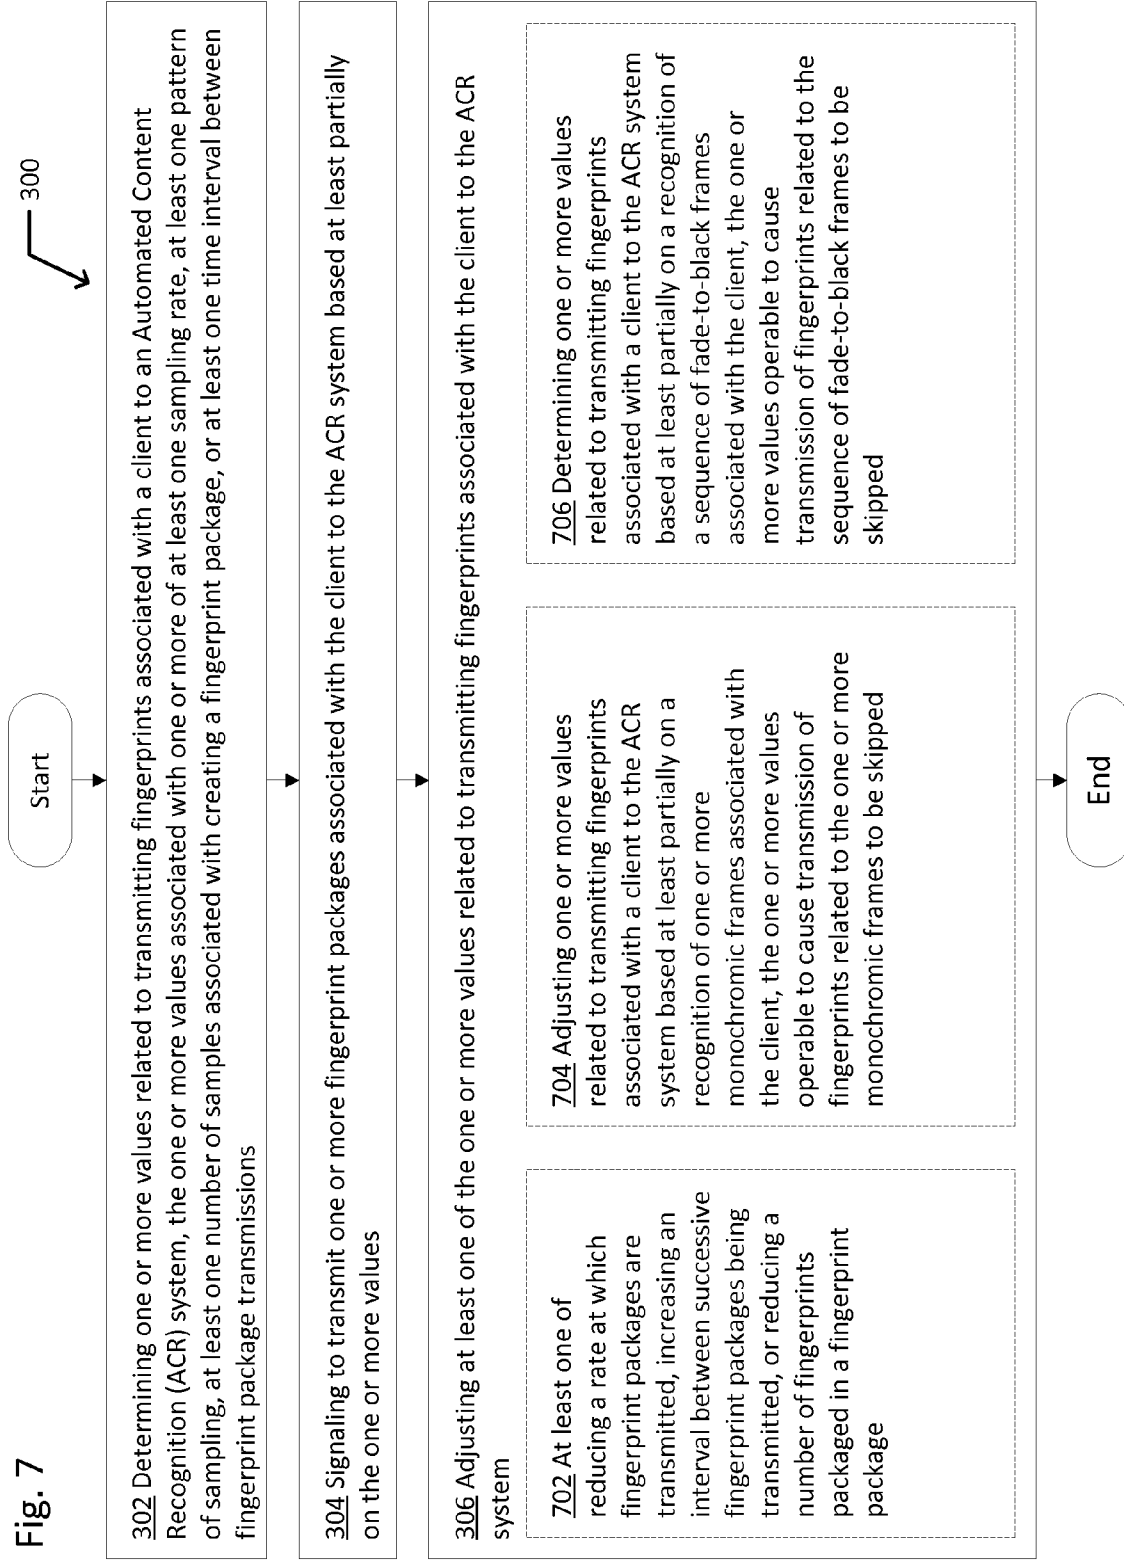 Fig. 7
300
Start
302 Determining one or more values related to transmitting fingerprints associated with a client to an Automated Content
Recognition (ACR) system, the one or more values associated with one or more of at least one sampling rate, at least one pattern
of sampling, at least one number of samples associated with creating a fingerprint package, or at least one time interval between
fingerprint package transmissions
304 Signaling to transmit one or more fingerprint packages associated with the client to the ACR system based at least partially
on the one or more values
306 Adjusting at least one of the one or more values related to transmitting fingerprints associated with the client to the ACR
system
702 At least one of
reducing a rate at which
fingerprint packages are
transmitted, increasing an
interval between successive
fingerprint packages being
transmitted, or reducing a
number of fingerprints
packaged in a fingerprint
package
704 Adjusting one or more values
related to transmitting fingerprints
associated with a client to the ACR
system based at least partially on a
recognition of one or more
monochromic frames associated with
the client, the one or more values
operable to cause transmission of
fingerprints related to the one or more
monochromic frames to be skipped
706 Determining one or more values
related to transmitting fingerprints
associated with a client to the ACR system
based at least partially on a recognition of
a sequence of fade-to-black frames
associated with the client, the one or
more values operable to cause
transmission of fingerprints related to the
sequence of fade-to-black frames to be
skipped
End